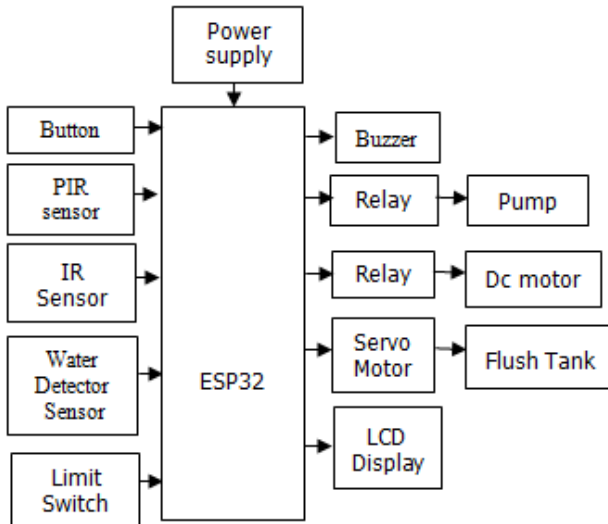 Power
supply
Button
PIR
sensor
IR
Sensor
Water
Detector
Sensor
Limit
Switch
ESP32
Buzzer
Relay
Pump
Relay
Dc motor
Servo
Motor
Flush Tank
LCD
Display